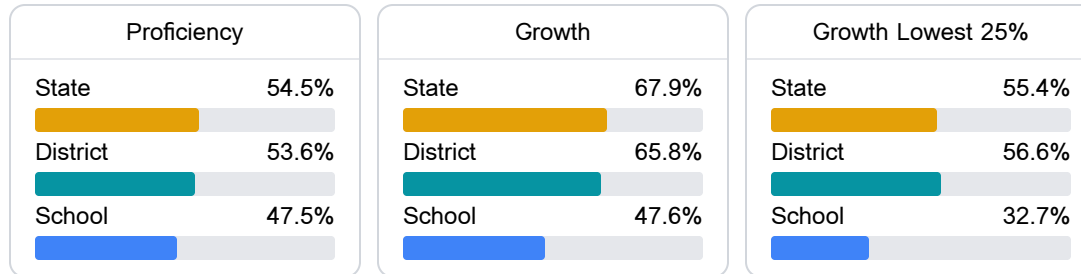 Proficiency
State 54.5%
District 53.6%
School 47.5%
Growth
State 67.9%
District 65.8%
School 47.6%
Growth Lowest 25%
State 55.4%
District 56.6%
School 32.7%